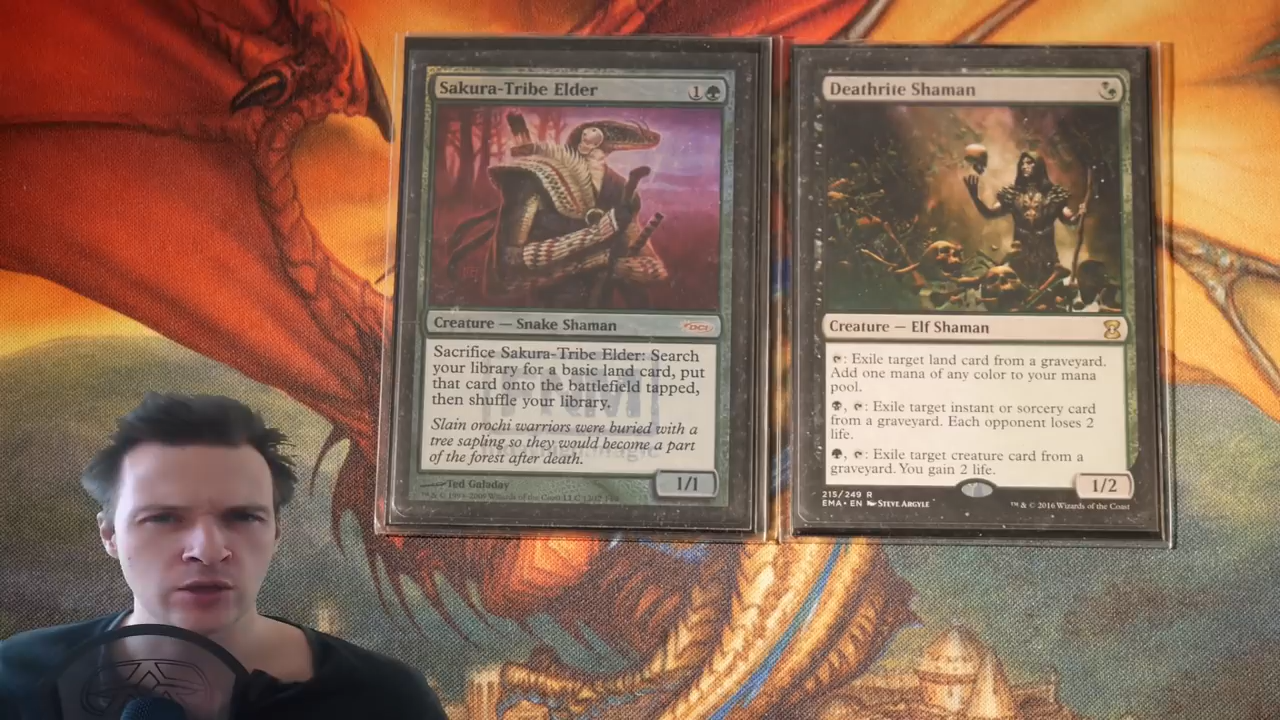 Sakura-Tribe Elder
1
Creature — Snake Shaman
DCI
Sacrifice Sakura-Tribe Elder: Search
your library for a basic land card, put
that card onto the battlefield tapped,
then shuffle your library.
Slain orochi warriors were buried with a
tree sapling so they would become a part
of the forest after death.
Ted Galaday
1/1
Deathrite Shaman
Creature — Elf Shaman
: Exile target land card from a graveyard.
Add one mana of any color to your mana
pool.
, : Exile target instant or sorcery card
from a graveyard. Each opponent loses 2
life.
, : Exile target creature card from a
graveyard. You gain 2 life.
1/2
215/249 R
EMA • EN Steve Argyle
™ & © 2016 Wizards of the Coast